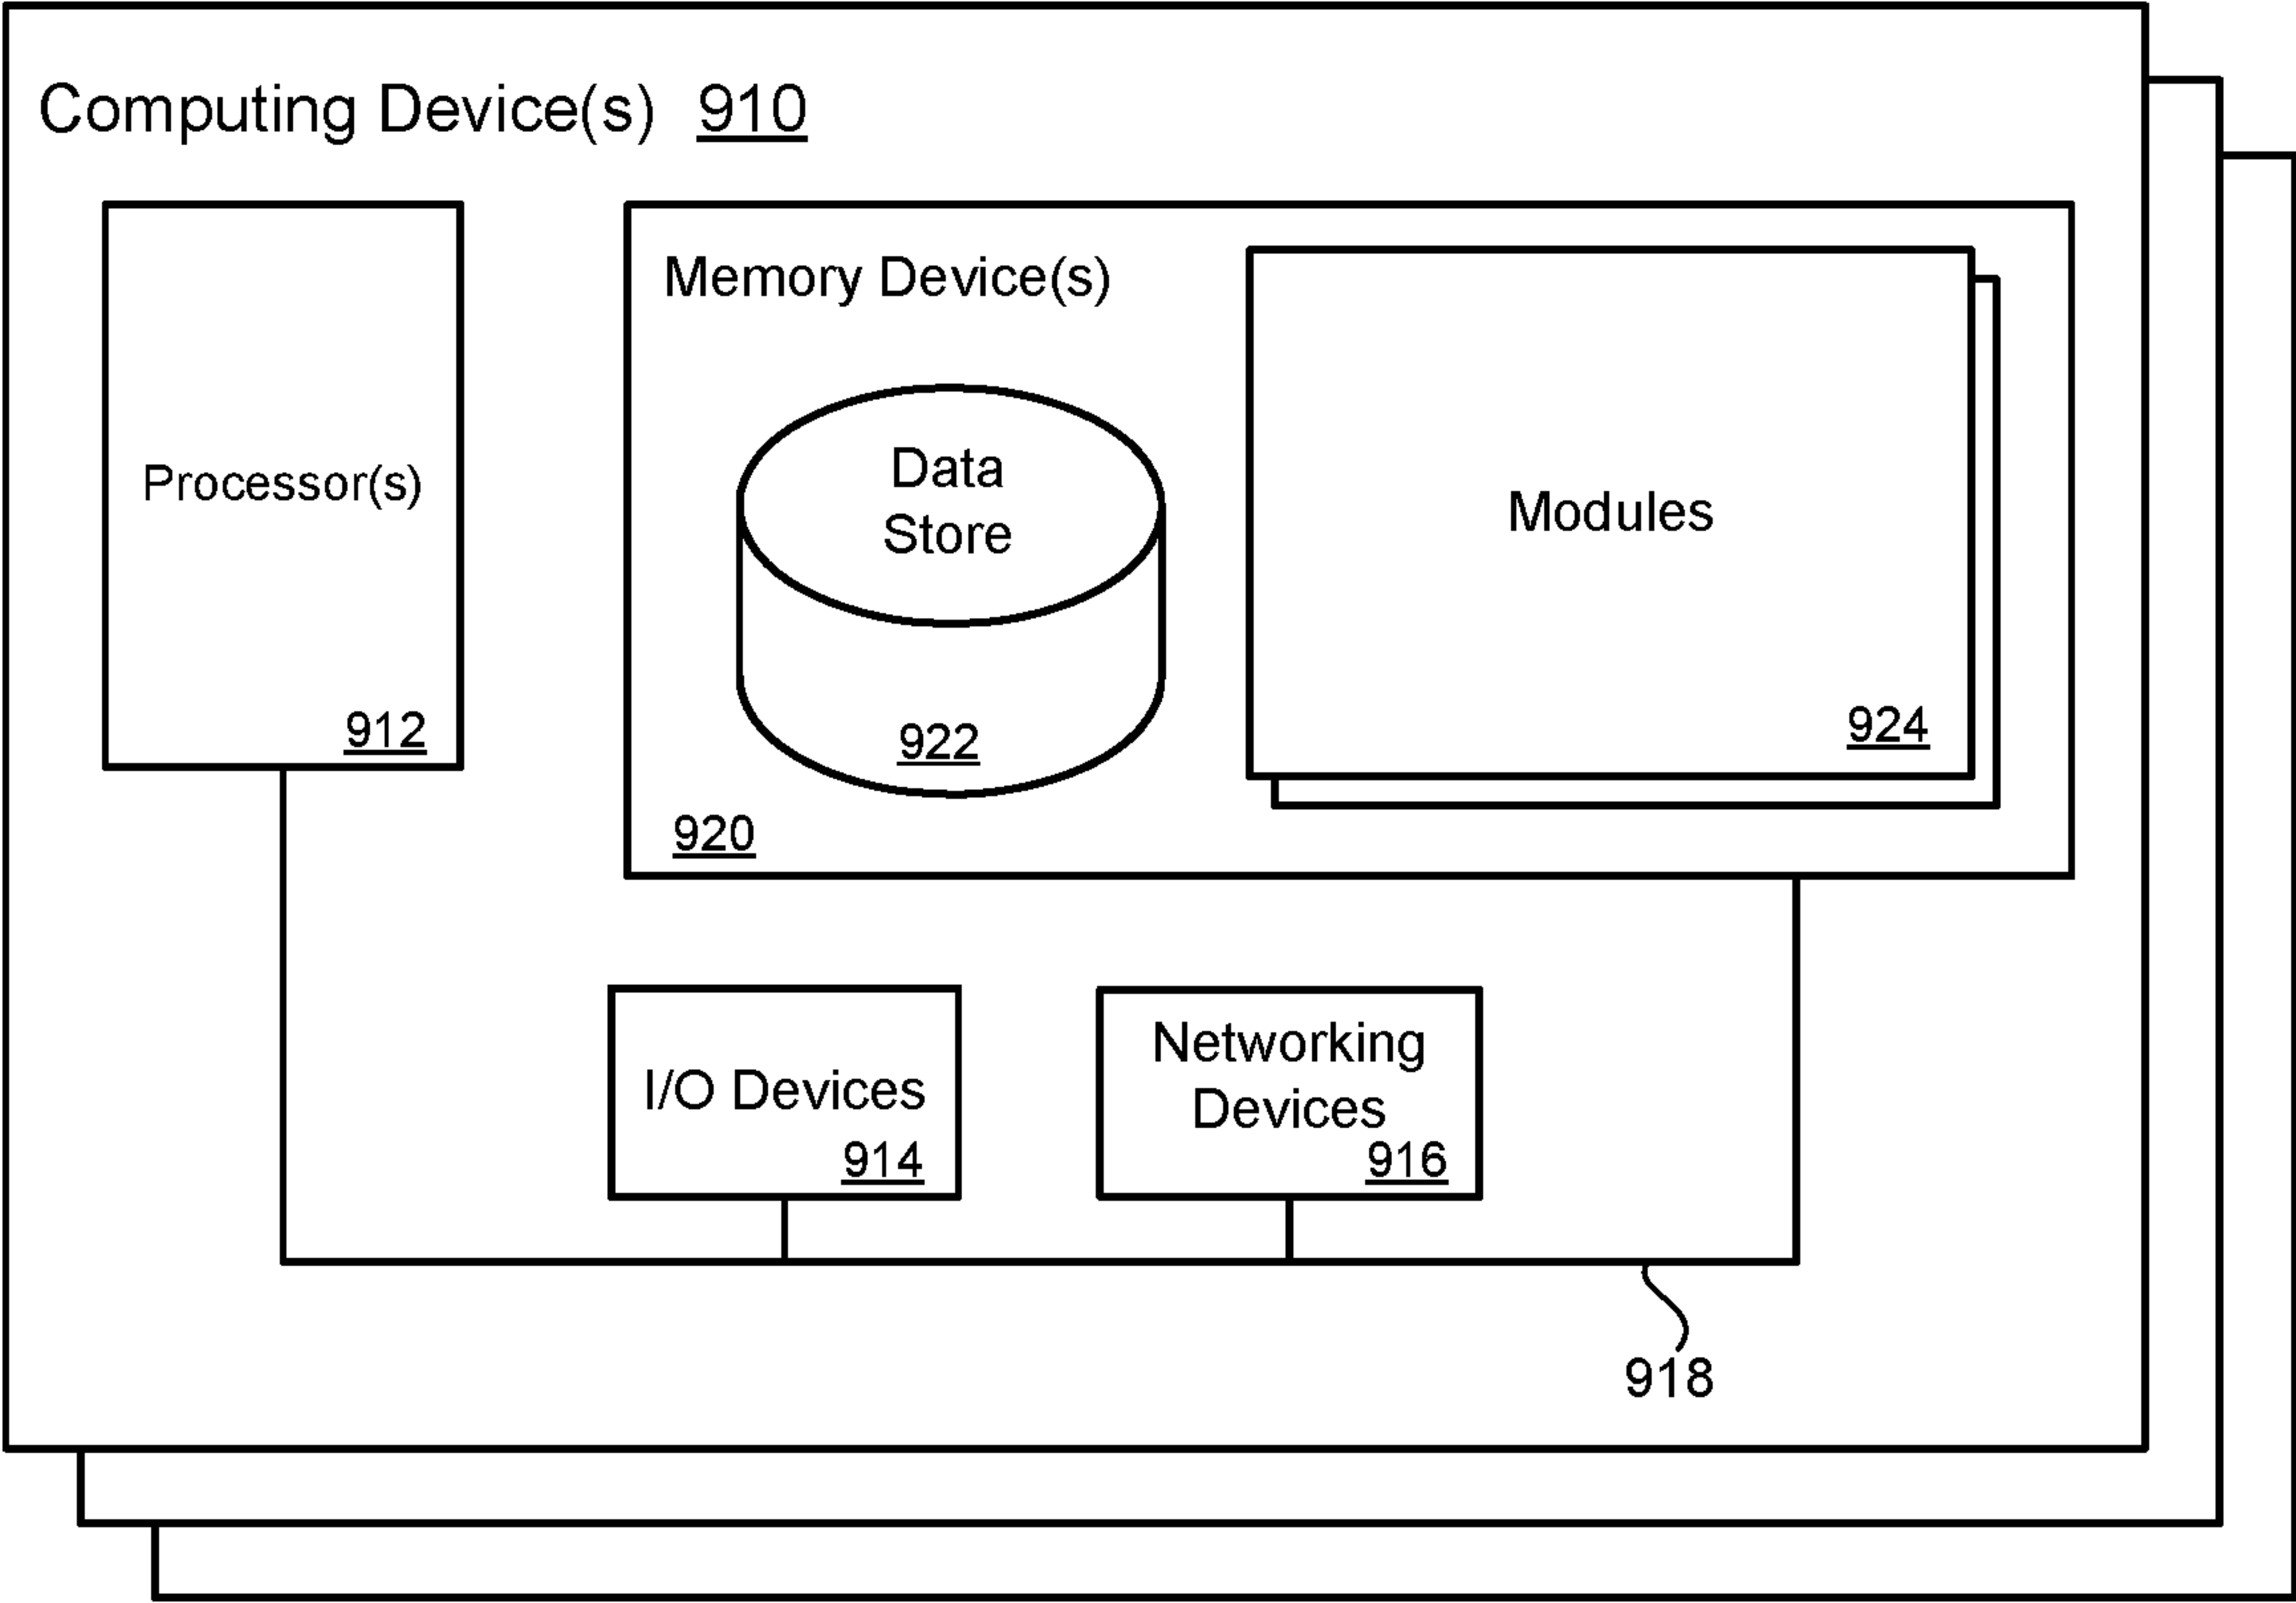 Computing Device(s) 910
Processor(s)
912
Memory Device(s)
Data
Store
922
920
Modules
924
I/O Devices
914
Networking
Devices
916
918